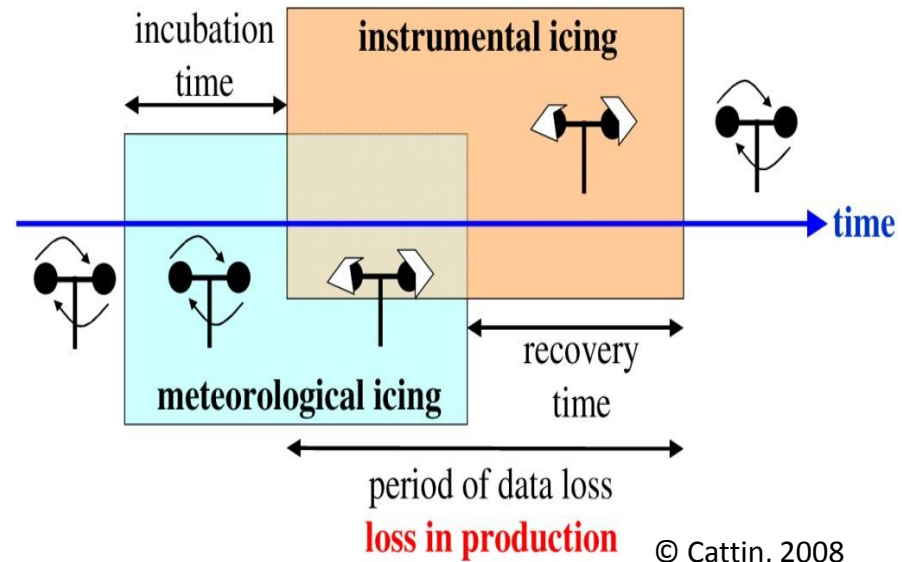 incubation
time
instrumental icing
time
meteorological icing
recovery
time
period of data loss
loss in production
© Cattin, 2008